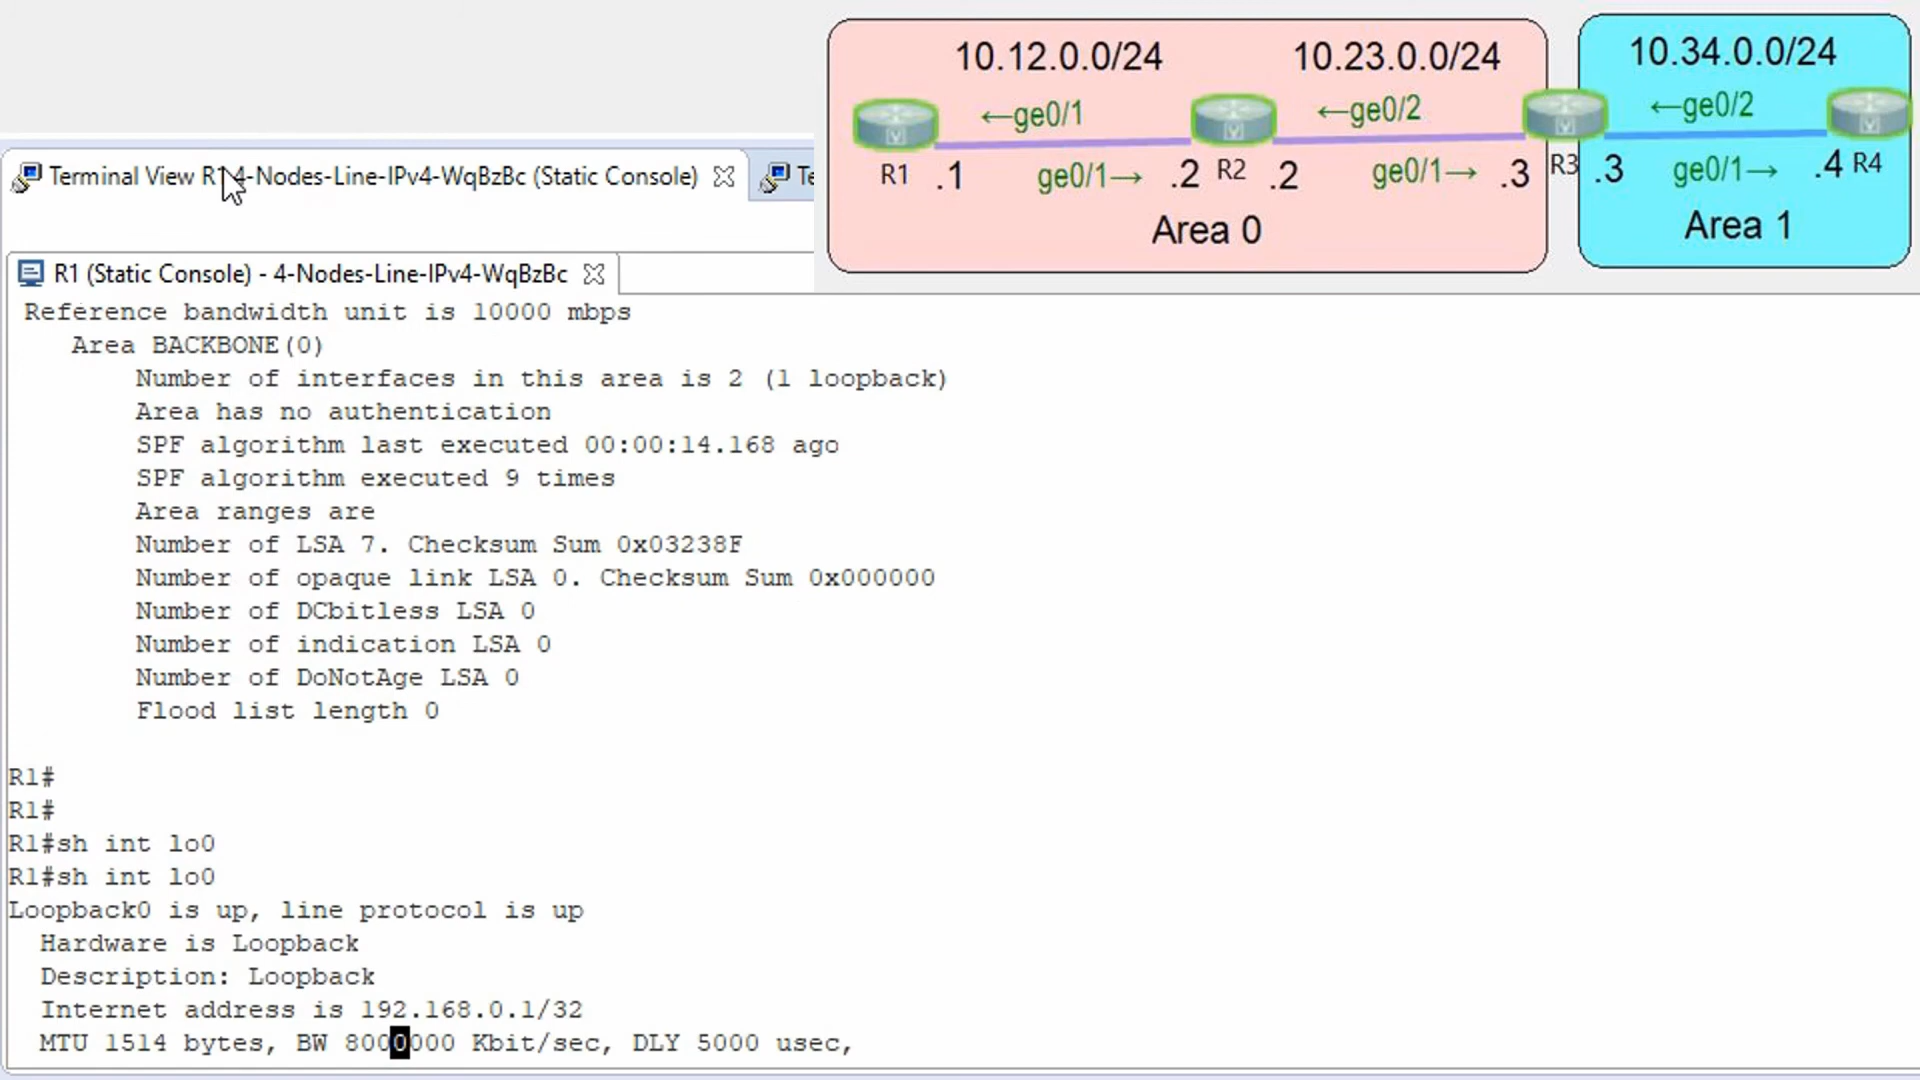 10.12.0.0/24 10.23.0.0/24 10.34.0.0/24
←ge0/1 ←ge0/2 ←ge0/2
R1 .1 ge0/1→ .2 R2 .2 ge0/1→ .3 R3 .3 ge0/1→ .4 R4
Area 0 Area 1
Terminal View R1 4-Nodes-Line-IPv4-WqBzBc (Static Console)
R1 (Static Console) - 4-Nodes-Line-IPv4-WqBzBc
Reference bandwidth unit is 10000 mbps
Area BACKBONE(0)
Number of interfaces in this area is 2 (1 loopback)
Area has no authentication
SPF algorithm last executed 00:00:14.168 ago
SPF algorithm executed 9 times
Area ranges are
Number of LSA 7. Checksum Sum 0x03238F
Number of opaque link LSA 0. Checksum Sum 0x000000
Number of DCbitless LSA 0
Number of indication LSA 0
Number of DoNotAge LSA 0
Flood list length 0
R1#
R1#
R1#sh int lo0
R1#sh int lo0
Loopback0 is up, line protocol is up
Hardware is Loopback
Description: Loopback
Internet address is 192.168.0.1/32
MTU 1514 bytes, BW 8000000 Kbit/sec, DLY 5000 usec,